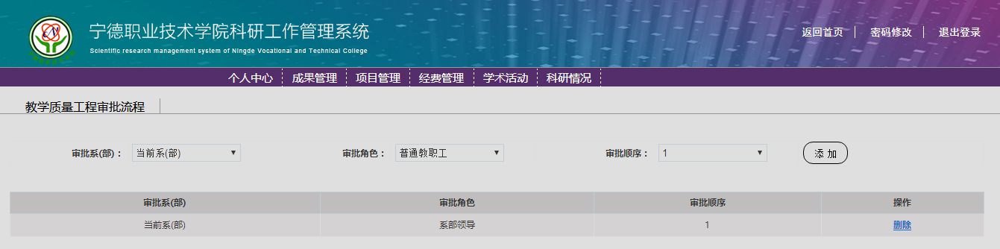 宁德职业技术学院科研工作管理系统
Scientific research management system of Ningde Vocational and Technical College
返回首页 密码修改 退出登录
个人中心 成果管理 项目管理 经费管理 学术活动 科研情况
教学质量工程审批流程
审批系(部)： 当前系(部) 审批角色： 普通教职工 审批顺序： 1 添 加
审批系(部) 审批角色 审批顺序 操作
当前系(部) 系部领导 1 删除